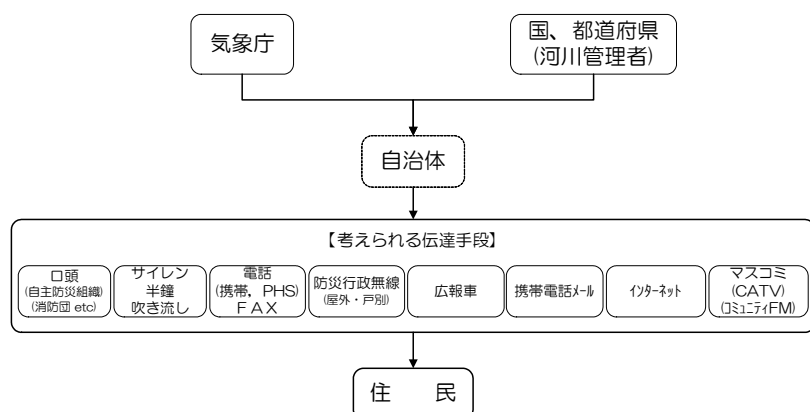 気象庁
国、都道府県
(河川管理者)
自治体
【考えられる伝達手段】
口頭
(自主防災組織)
(消防団 etc)
サイレン
半鐘
吹き流し
電話
(携帯，PHS)
ＦＡＸ
防災行政無線
(屋外・戸別)
広報車
携帯電話ﾒｰﾙ
ｲﾝﾀｰﾈｯﾄ
マスコミ
(CATV)
(ｺﾐｭﾆﾃｨFM)
住　民